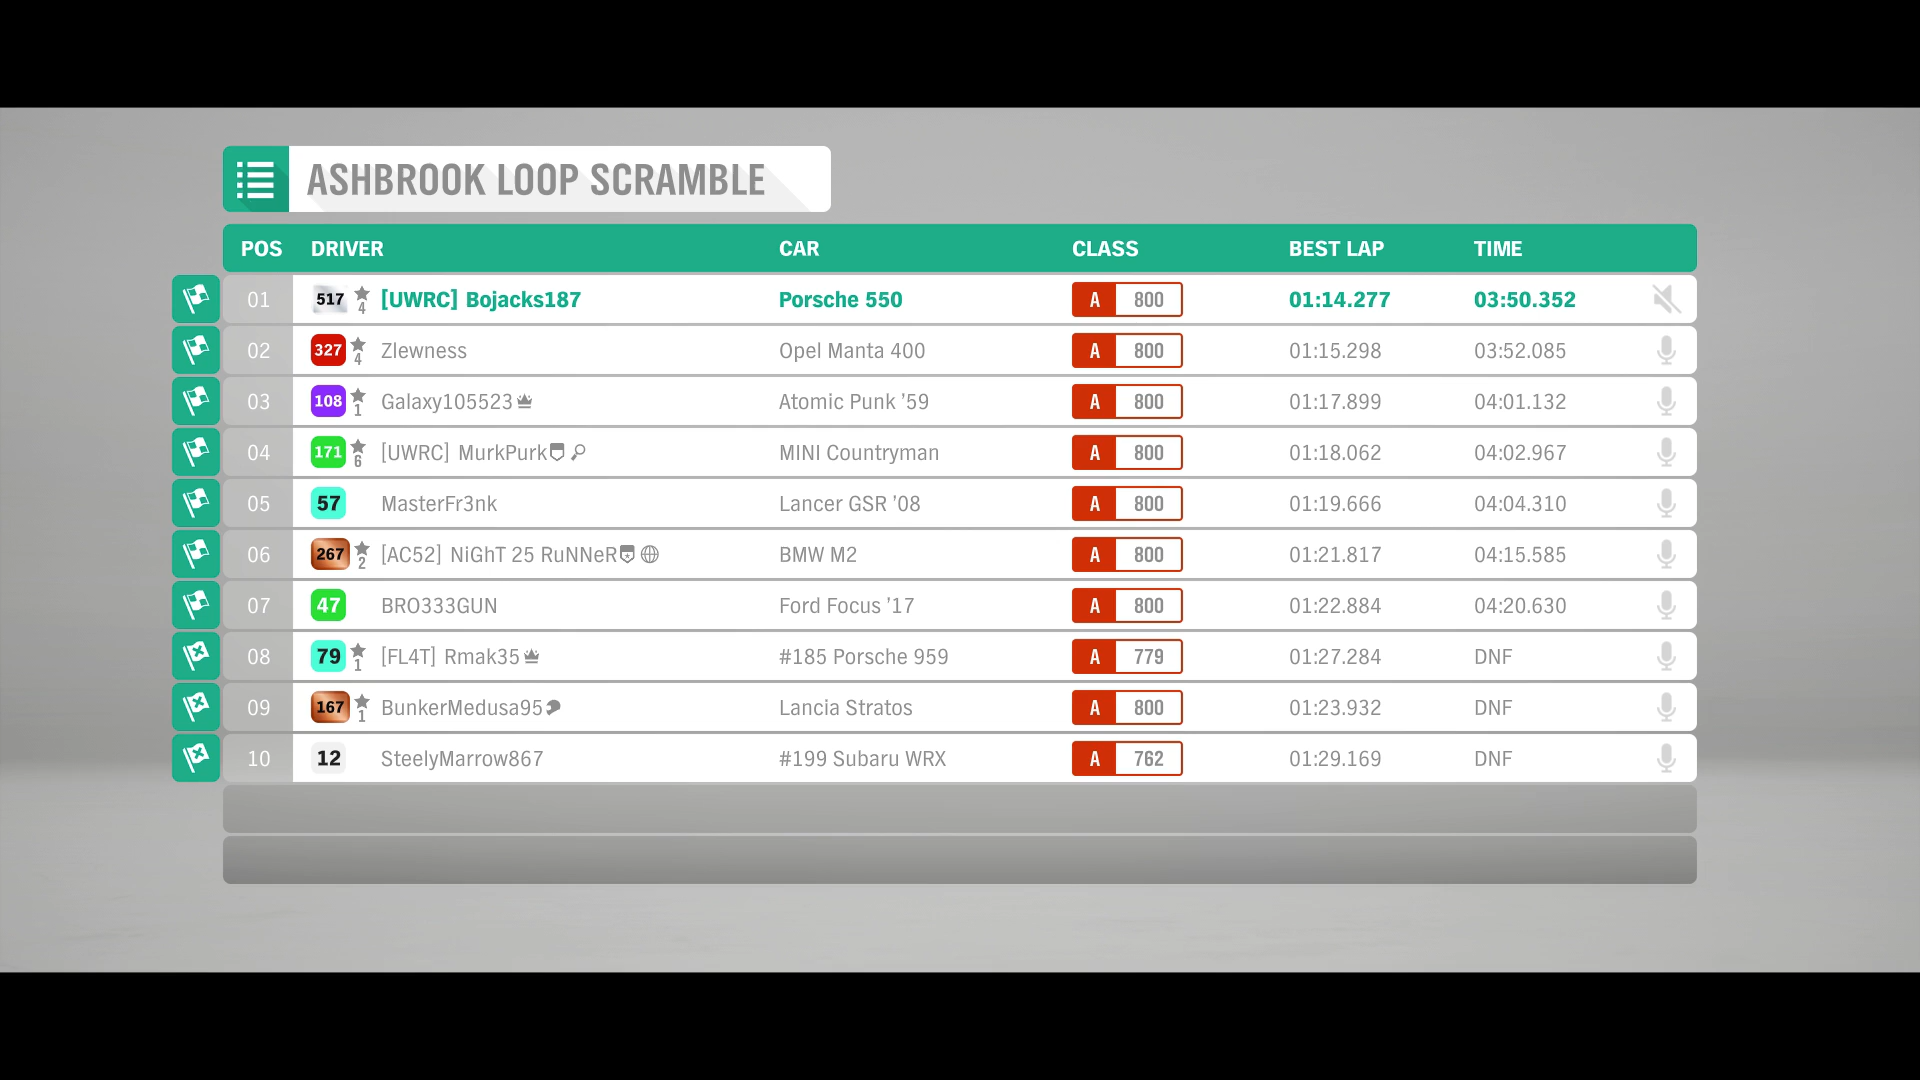 ASHBROOK LOOP SCRAMBLE
POS DRIVER CAR CLASS BEST LAP TIME
01 517 4 [UWRC] Bojacks187 Porsche 550 A 800 01:14.277 03:50.352
02 327 4 Zlewness Opel Manta 400 A 800 01:15.298 03:52.085
03 108 1 Galaxy105523 Atomic Punk '59 A 800 01:17.899 04:01.132
04 171 6 [UWRC] MurkPurk MINI Countryman A 800 01:18.062 04:02.967
05 57 MasterFr3nk Lancer GSR '08 A 800 01:19.666 04:04.310
06 267 2 [AC52] NiGhT 25 RuNNeR BMW M2 A 800 01:21.817 04:15.585
07 47 BRO333GUN Ford Focus '17 A 800 01:22.884 04:20.630
08 79 1 [FL4T] Rmak35 #185 Porsche 959 A 779 01:27.284 DNF
09 167 1 BunkerMedusa95 Lancia Stratos A 800 01:23.932 DNF
10 12 SteelyMarrow867 #199 Subaru WRX A 762 01:29.169 DNF